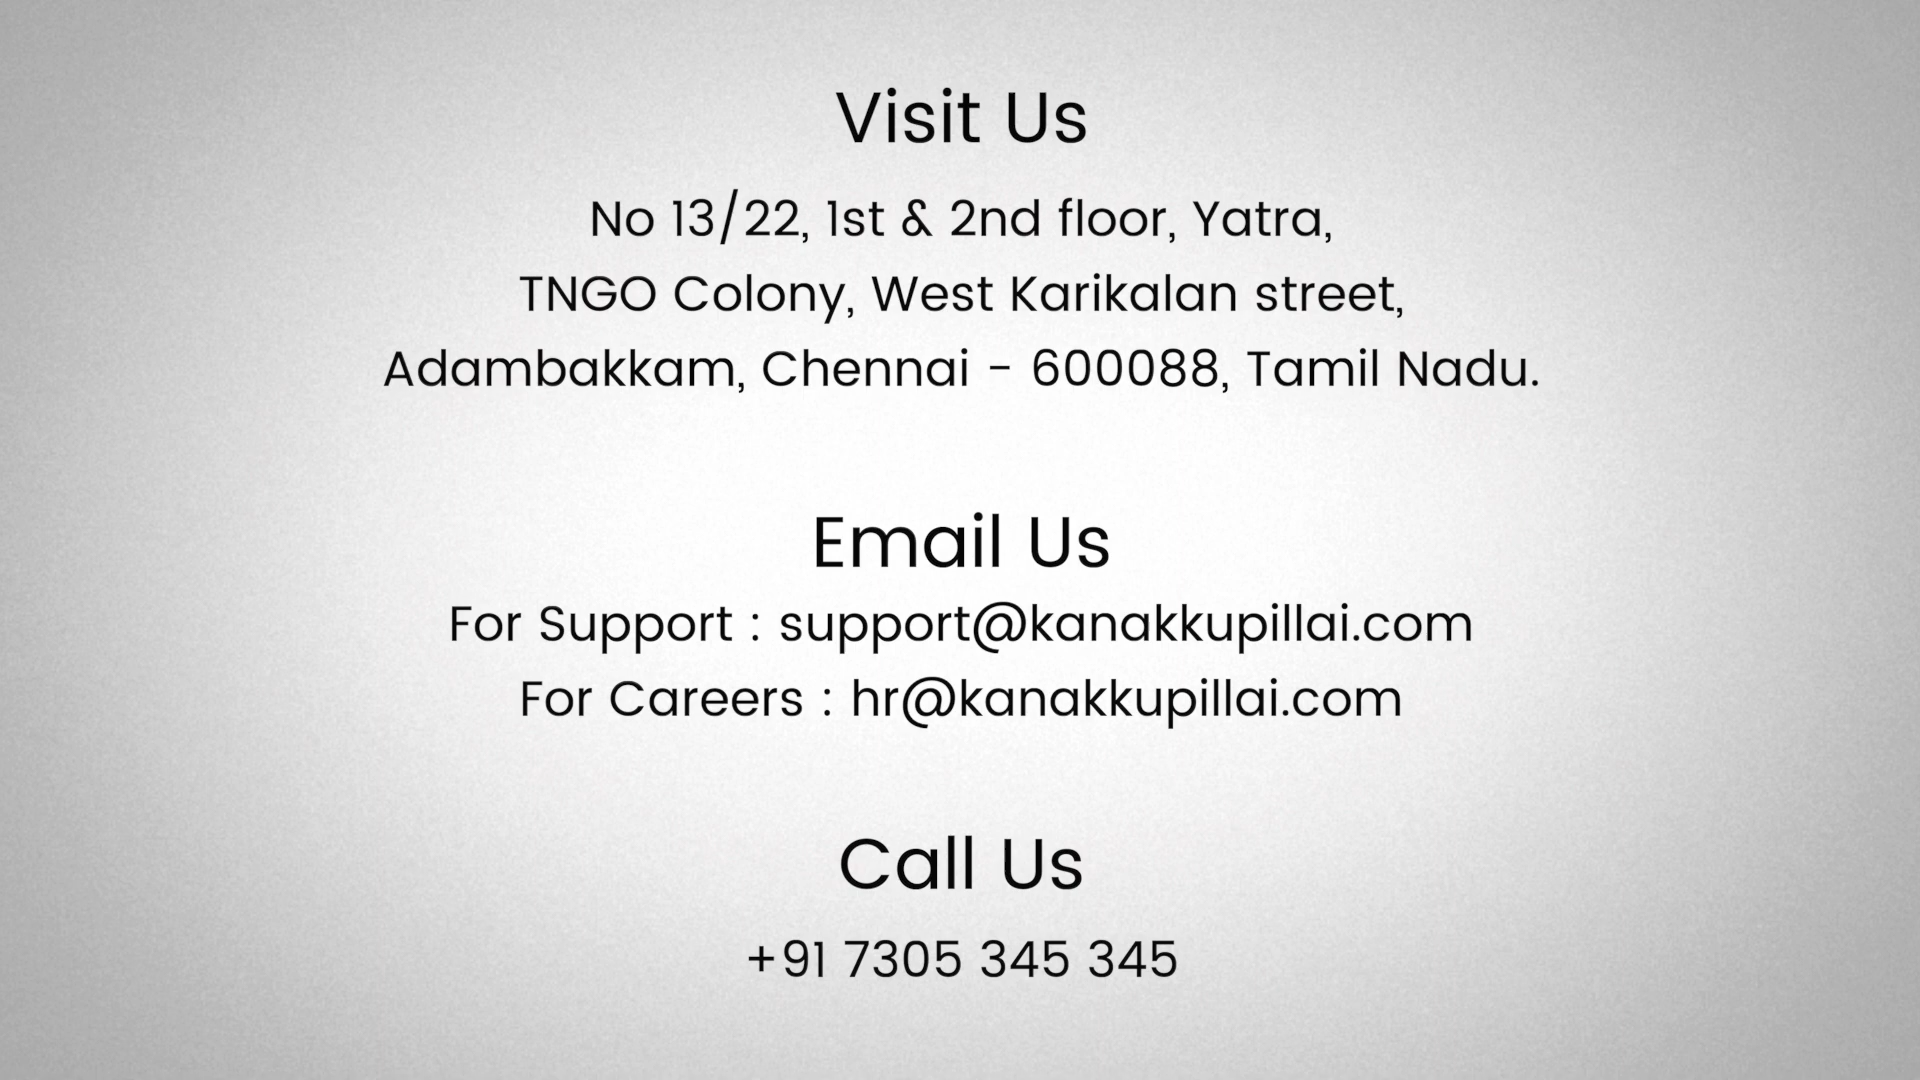 Visit Us
No 13/22, 1st & 2nd floor, Yatra,
TNGO Colony, West Karikalan street,
Adambakkam, Chennai - 600088, Tamil Nadu.
Email Us
For Support : support@kanakkupillai.com
For Careers : hr@kanakkupillai.com
Call Us
+91 7305 345 345